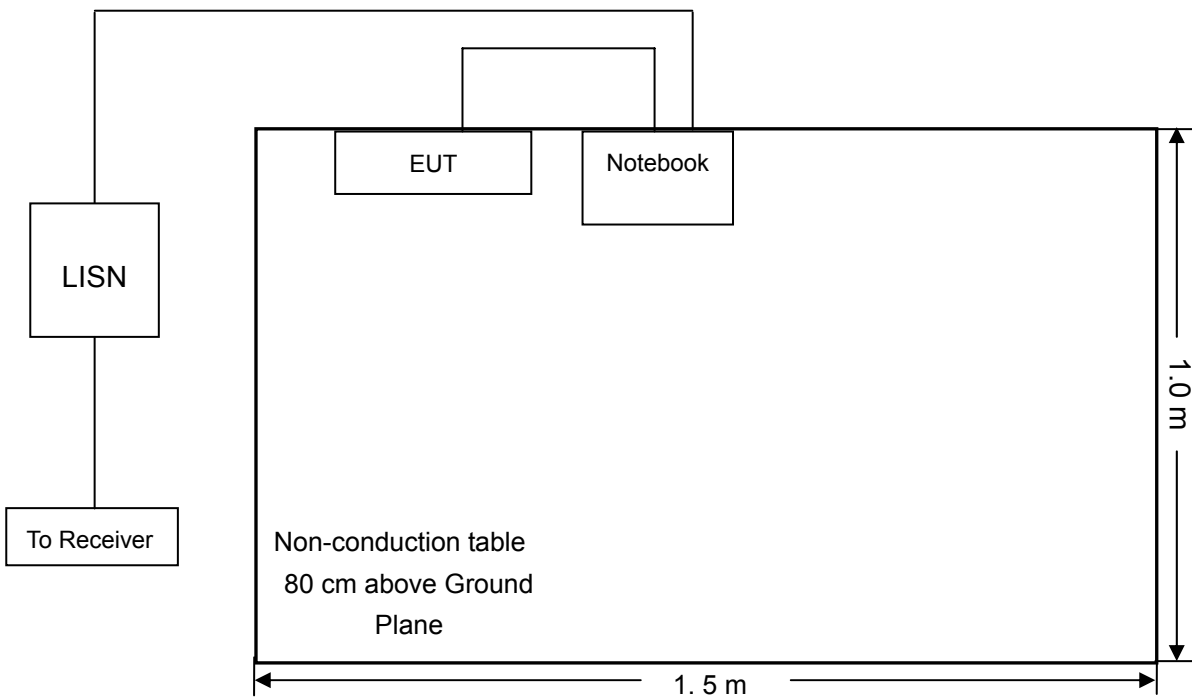 EUT
Notebook
LISN
1.0 m
To Receiver
Non-conduction table
80 cm above Ground
Plane
1. 5 m